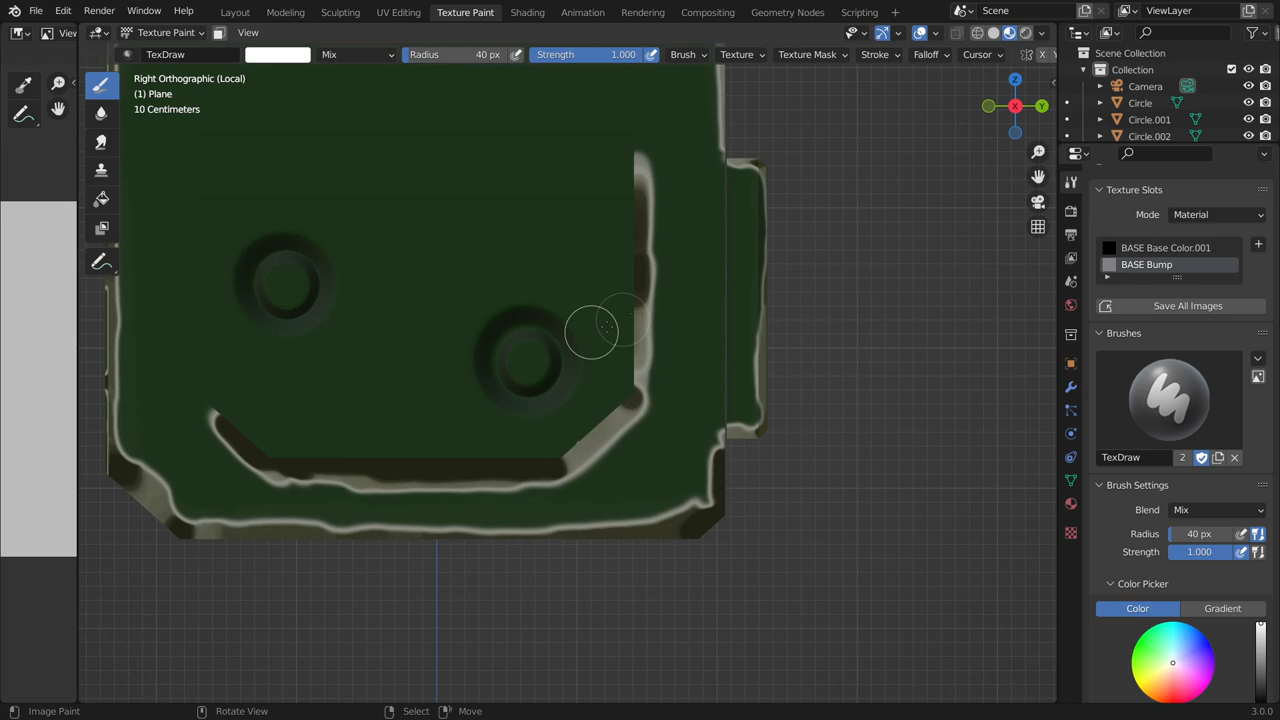 File Edit Render Window Help Layout Modeling Sculpting UV Editing Texture Paint Shading Animation Rendering Compositing Geometry Nodes Scripting Scene ViewLayer
View Texture Paint View
TexDraw Mix Radius 40 px Strength 1.000 Brush Texture Texture Mask Stroke Falloff Cursor X
Right Orthographic (Local)
(1) Plane
10 Centimeters
Z
X
Y
Scene Collection
Collection
Camera
Circle
Circle.001
Circle.002
Texture Slots
Mode Material
BASE Base Color.001
BASE Bump
Save All Images
Brushes
TexDraw 2
Brush Settings
Blend Mix
Radius 40 px
Strength 1.000
Color Picker
Color Gradient
Image Paint Rotate View Select Move 3.0.0